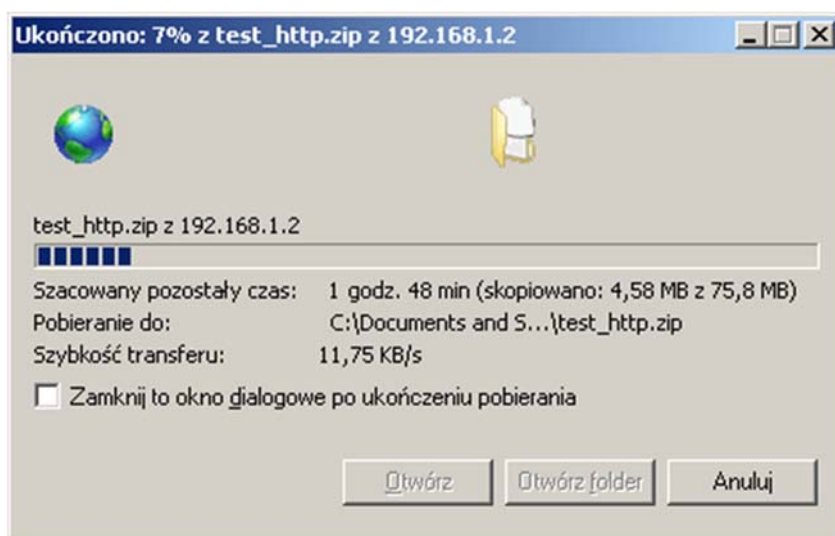 Ukończono: 7% z test_http.zip z 192.168.1.2
test_http.zip z 192.168.1.2
Szacowany pozostały czas: 1 godz. 48 min (skopiowano: 4,58 MB z 75,8 MB)
Pobieranie do: C:\Documents and S...\test_http.zip
Szybkość transferu: 11,75 KB/s
Zamknij to okno dialogowe po ukończeniu pobierania
Otwórz Otwórz folder Anuluj